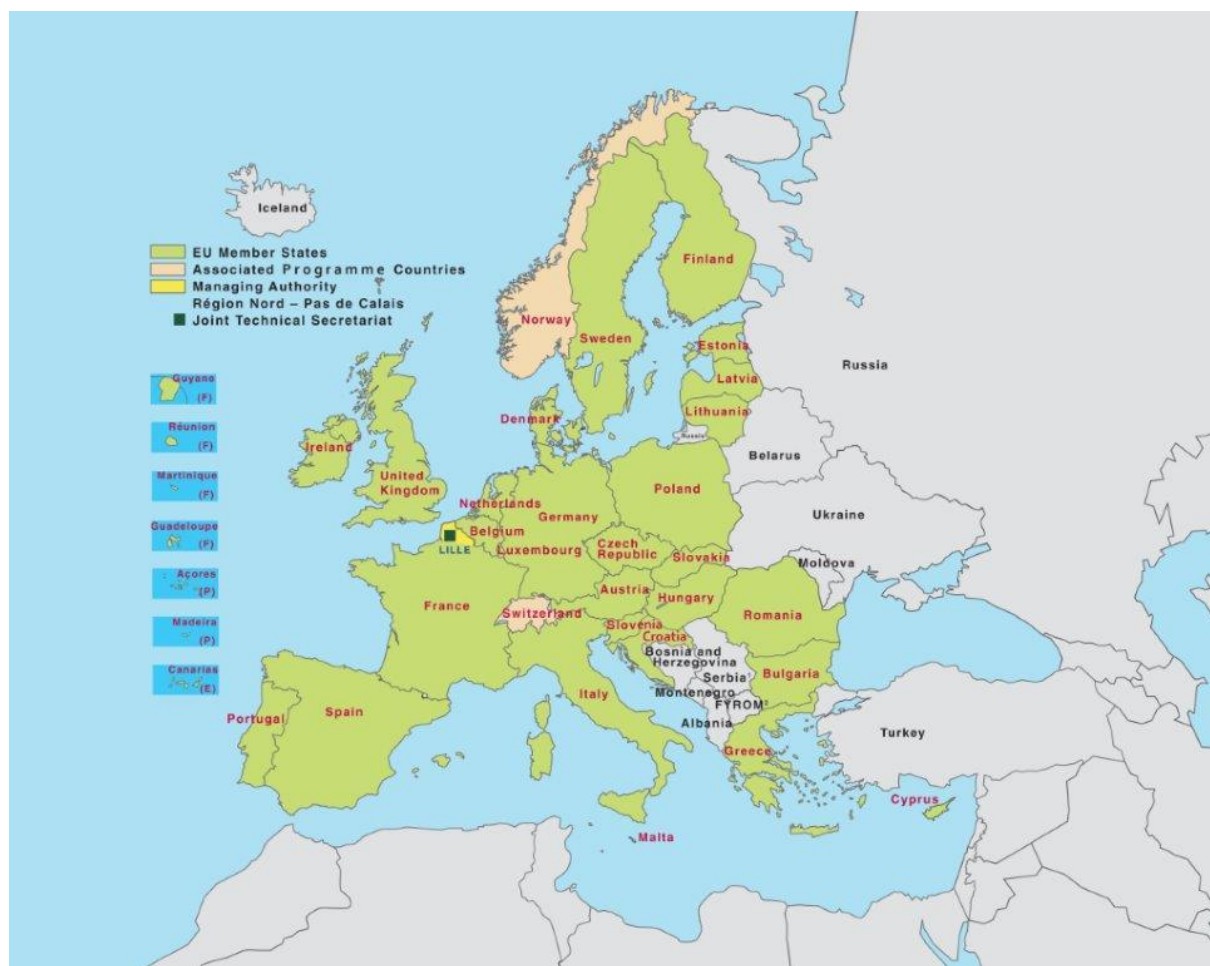 Iceland
EU Member States
Associated Programme Countries
Managing Authority
Région Nord – Pas de Calais
Joint Technical Secretariat
Guyane
(F)
Réunion
(F)
Martinique
(F)
Guadeloupe
(F)
Açores
(P)
Madeira
(P)
Canarias
(E)
Norway
Sweden
Finland
Estonia
Latvia
Lithuania
Russia
Russia
Denmark
Ireland
United
Kingdom
Netherlands
Belgium
LILLE
Luxembourg
Germany
Poland
Belarus
Ukraine
Czech
Republic
Slovakia
Moldova
France
Switzerland
Austria
Hungary
Romania
Slovenia
Croatia
Bosnia and
Herzegovina
Serbia¹
Montenegro
FYROM²
Albania
Bulgaria
Italy
Portugal
Spain
Greece
Turkey
Cyprus
Malta